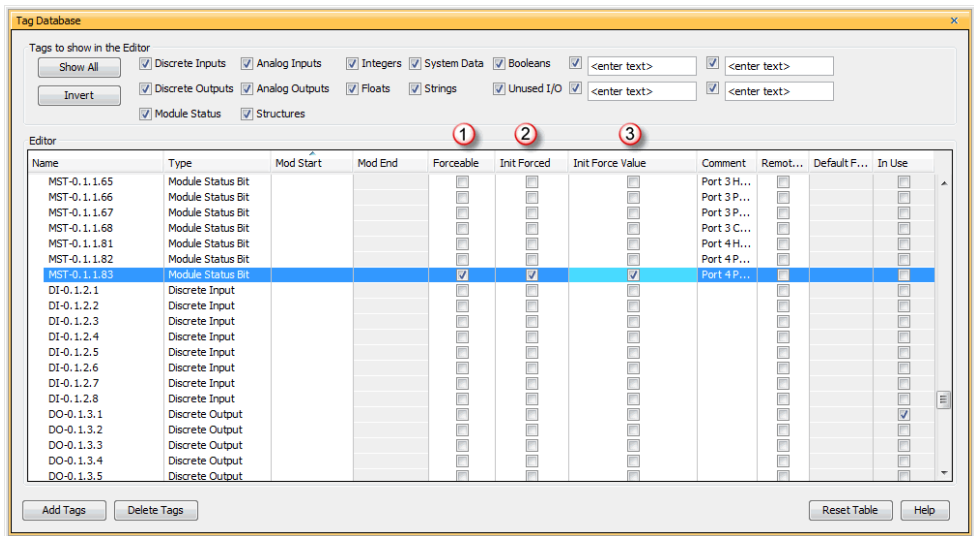 Tag Database
Tags to show in the Editor
Show All Discrete Inputs Analog Inputs Integers System Data Booleans <enter text> <enter text>
Invert Discrete Outputs Analog Outputs Floats Strings Unused I/O <enter text> <enter text>
Module Status Structures
1 2 3
Editor
Name Type Mod Start Mod End Forceable Init Forced Init Force Value Comment Remot... Default F... In Use
MST-0.1.1.65 Module Status Bit Port 3 H...
MST-0.1.1.66 Module Status Bit Port 3 P...
MST-0.1.1.67 Module Status Bit Port 3 P...
MST-0.1.1.68 Module Status Bit Port 3 C...
MST-0.1.1.81 Module Status Bit Port 4 H...
MST-0.1.1.82 Module Status Bit Port 4 P...
MST-0.1.1.83 Module Status Bit Port 4 P...
DI-0.1.2.1 Discrete Input
DI-0.1.2.2 Discrete Input
DI-0.1.2.3 Discrete Input
DI-0.1.2.4 Discrete Input
DI-0.1.2.5 Discrete Input
DI-0.1.2.6 Discrete Input
DI-0.1.2.7 Discrete Input
DI-0.1.2.8 Discrete Input
DO-0.1.3.1 Discrete Output
DO-0.1.3.2 Discrete Output
DO-0.1.3.3 Discrete Output
DO-0.1.3.4 Discrete Output
DO-0.1.3.5 Discrete Output
Add Tags Delete Tags Reset Table Help